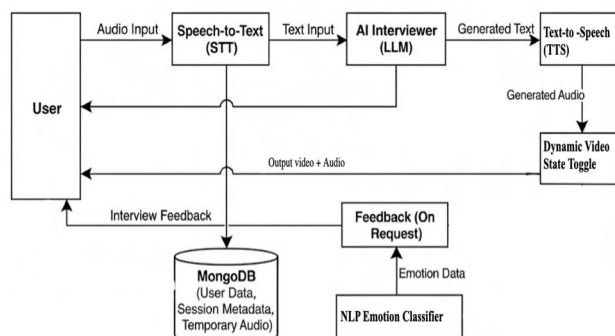 Audio Input
Speech-to-Text
(STT)
Text Input
AI Interviewer
(LLM)
Generated Text
Text-to -Speech
(TTS)
User
Generated Audio
Dynamic Video
State Toggle
Output video + Audio
Interview Feedback
Feedback (On
Request)
MongoDB
(User Data,
Session Metadata,
Temporary Audio)
Emotion Data
NLP Emotion Classifier